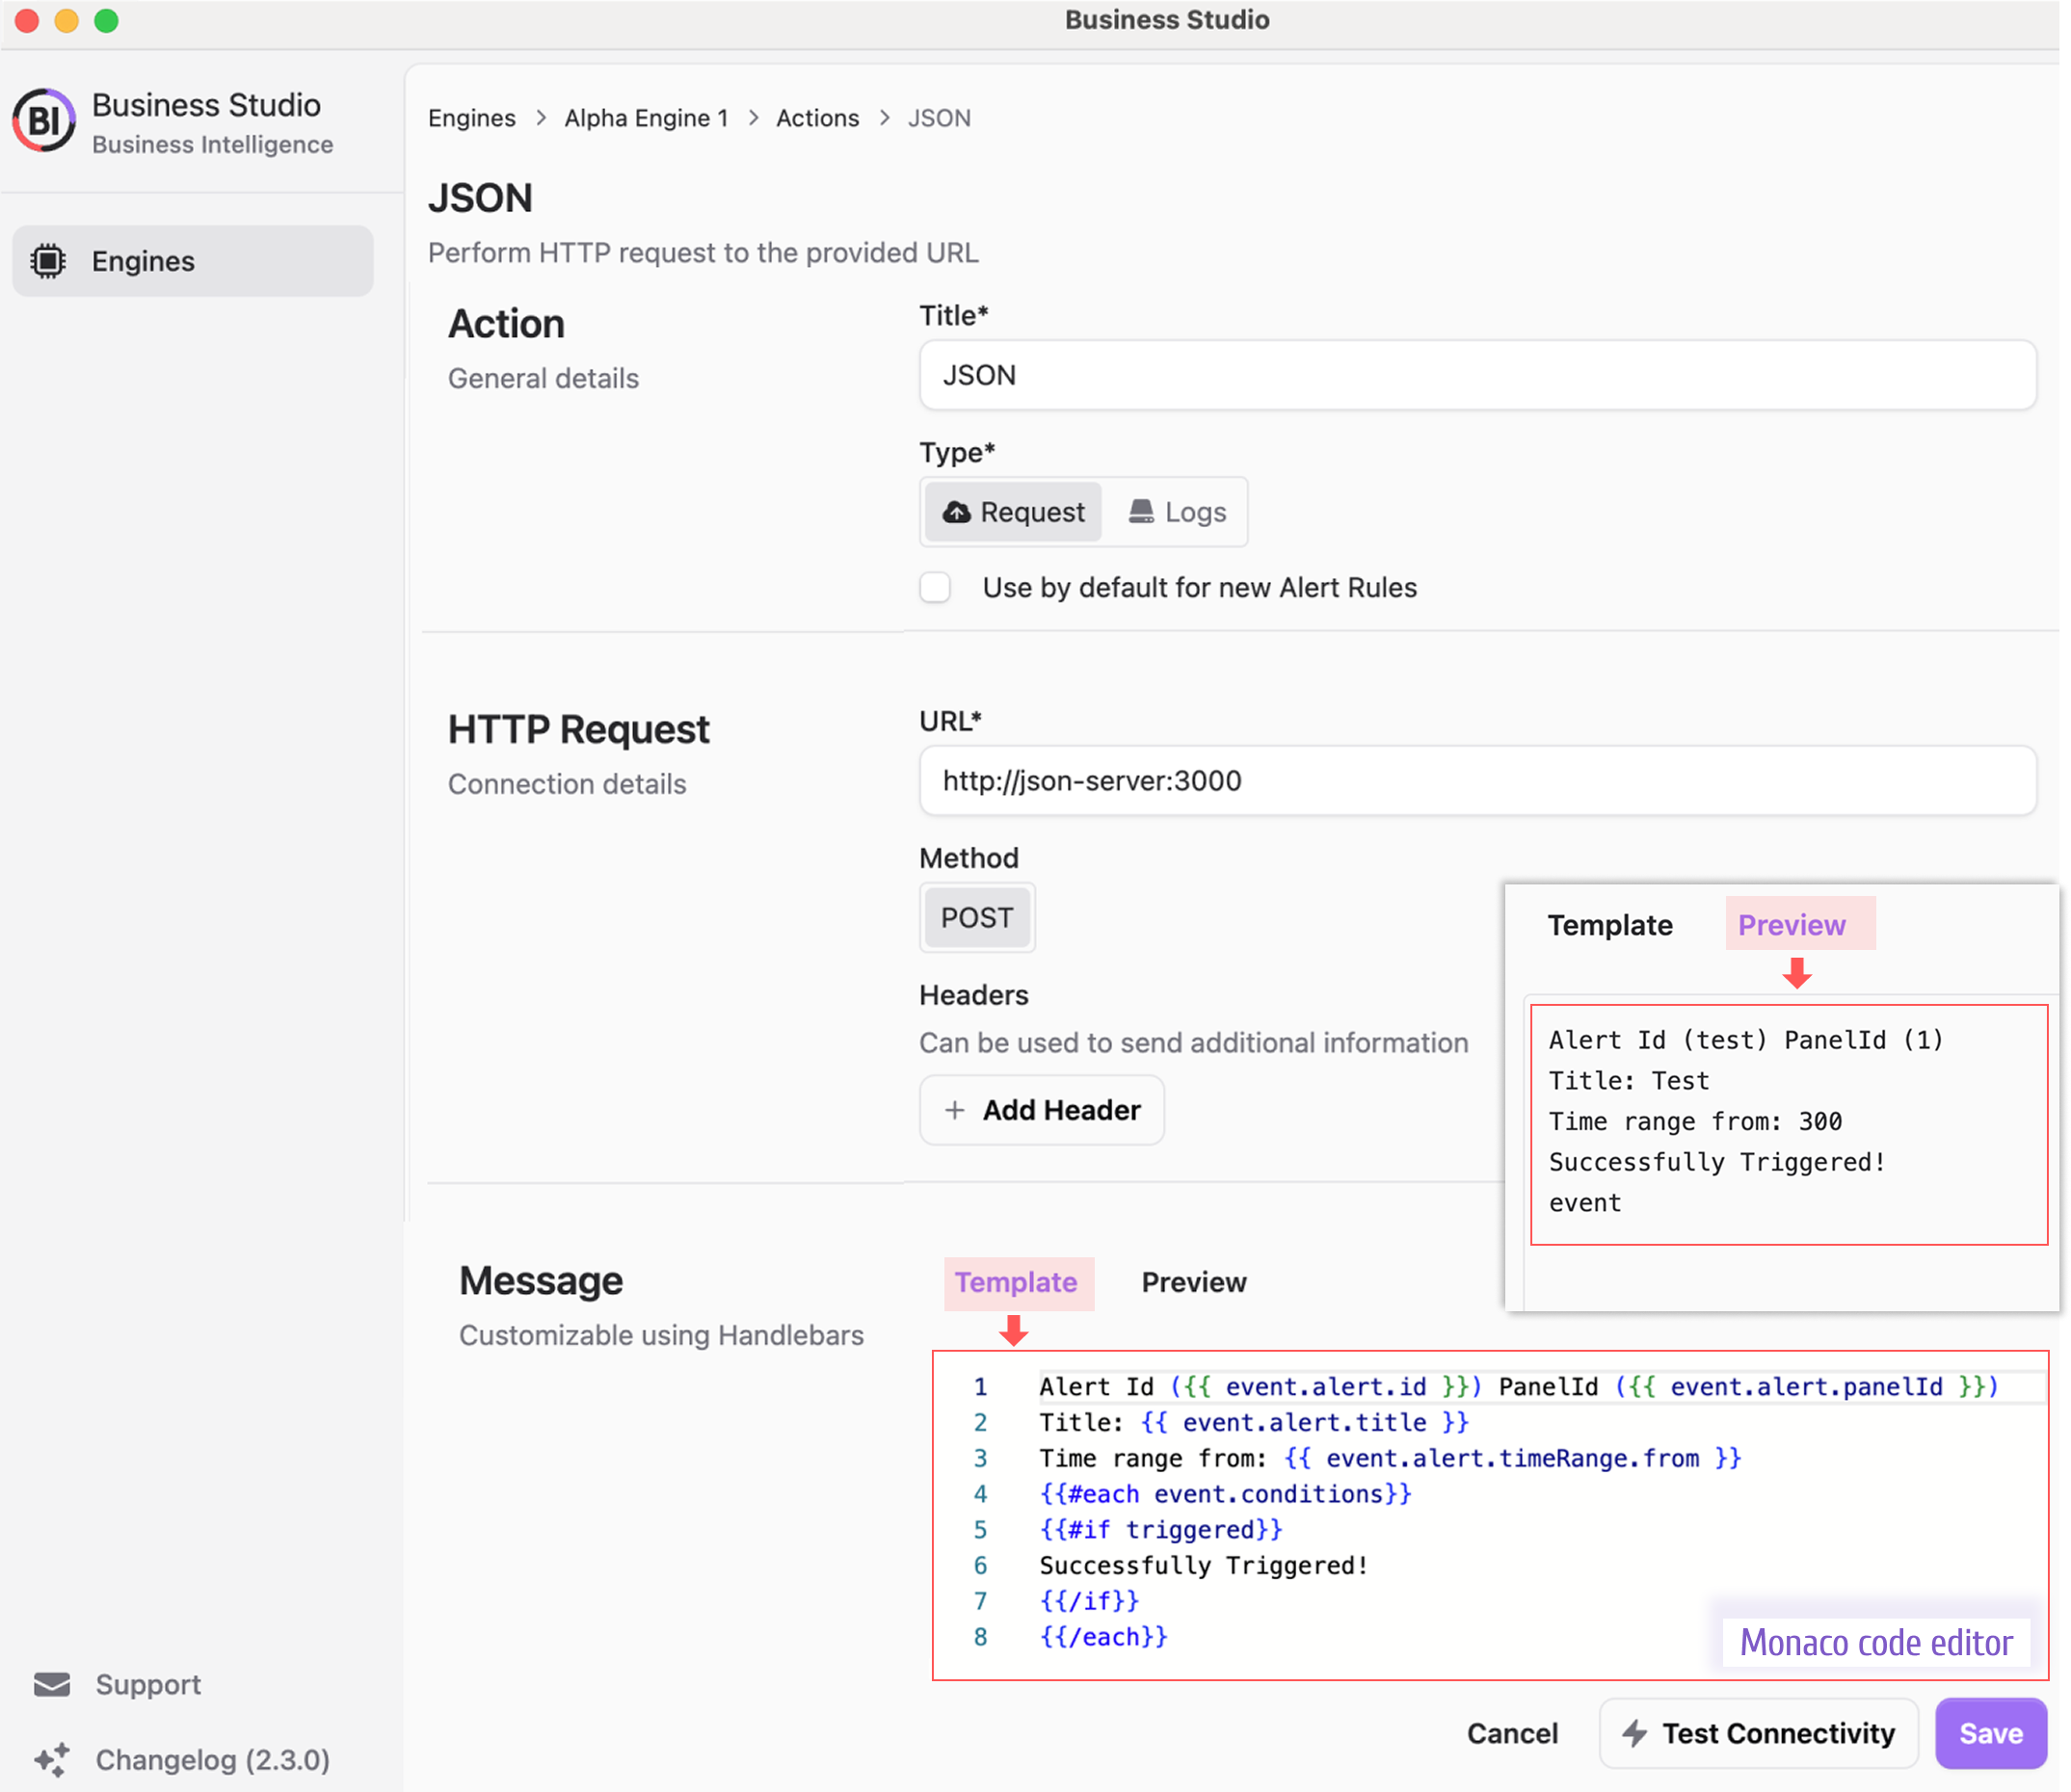 Business Studio
BI
Business Studio
Business Intelligence
Engines
Support
Changelog (2.3.0)
Engines > Alpha Engine 1 > Actions > JSON
JSON
Perform HTTP request to the provided URL
Action
General details
Title*
JSON
Type*
Request Logs
Use by default for new Alert Rules
HTTP Request
Connection details
URL*
http://json-server:3000
Method
POST
Headers
Can be used to send additional information
+ Add Header
Template Preview
Alert Id (test) PanelId (1)
Title: Test
Time range from: 300
Successfully Triggered!
event
Message
Customizable using Handlebars
Template Preview
1 Alert Id ({{ event.alert.id }}) PanelId ({{ event.alert.panelId }})
2 Title: {{ event.alert.title }}
3 Time range from: {{ event.alert.timeRange.from }}
4 {{#each event.conditions}}
5 {{#if triggered}}
6 Successfully Triggered!
7 {{/if}}
8 {{/each}}
Monaco code editor
Cancel Test Connectivity Save